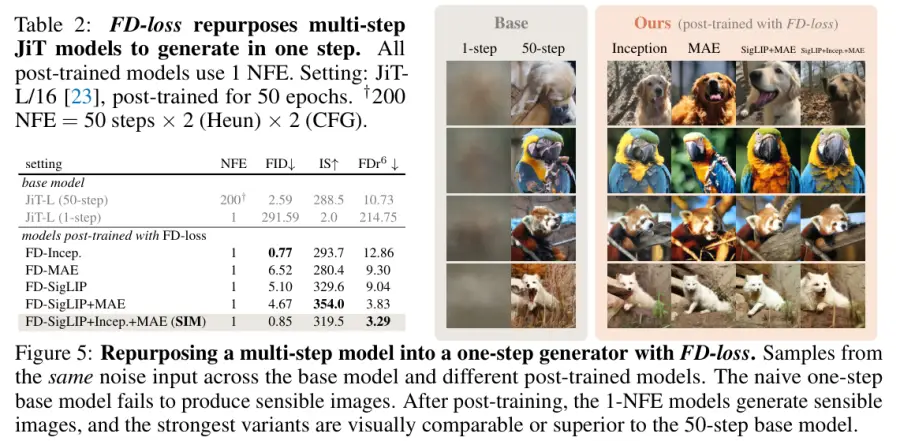 Table 2: FD-loss repurposes multi-step
JiT models to generate in one step. All
post-trained models use 1 NFE. Setting: JiT-
L/16 [23], post-trained for 50 epochs. †200
NFE = 50 steps × 2 (Heun) × 2 (CFG).
setting NFE FID↓ IS↑ FDr⁶ ↓
base model
JiT-L (50-step) 200† 2.59 288.5 10.73
JiT-L (1-step) 1 291.59 2.0 214.75
models post-trained with FD-loss
FD-Incep. 1 0.77 293.7 12.86
FD-MAE 1 6.52 280.4 9.30
FD-SigLIP 1 5.10 329.6 9.04
FD-SigLIP+MAE 1 4.67 354.0 3.83
FD-SigLIP+Incep.+MAE (SIM) 1 0.85 319.5 3.29
Base
1-step 50-step
Ours (post-trained with FD-loss)
Inception MAE SigLIP+MAE SigLIP+Incep.+MAE
Figure 5: Repurposing a multi-step model into a one-step generator with FD-loss. Samples from
the same noise input across the base model and different post-trained models. The naive one-step
base model fails to produce sensible images. After post-training, the 1-NFE models generate sensible
images, and the strongest variants are visually comparable or superior to the 50-step base model.